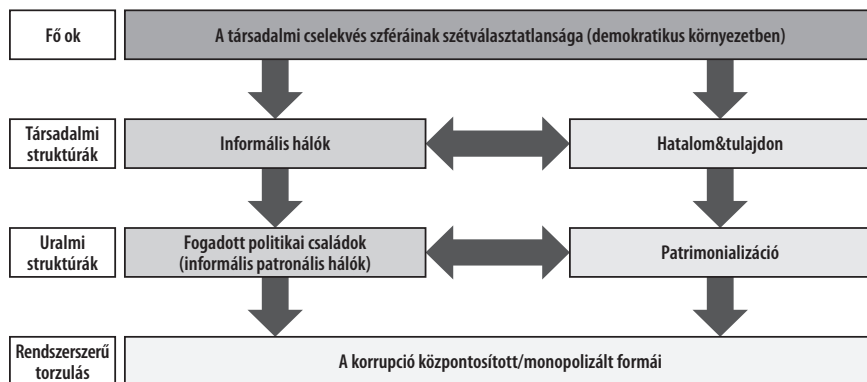 Fő ok
A társadalmi cselekvés szféráinak szétválasztatlansága (demokratikus környezetben)
Társadalmi
struktúrák
Informális hálók
Hatalom&tulajdon
Uralmi
struktúrák
Fogadott politikai családok
(informális patronális hálók)
Patrimonializáció
Rendszerszerű
torzulás
A korrupció központosított/monopolizált formái